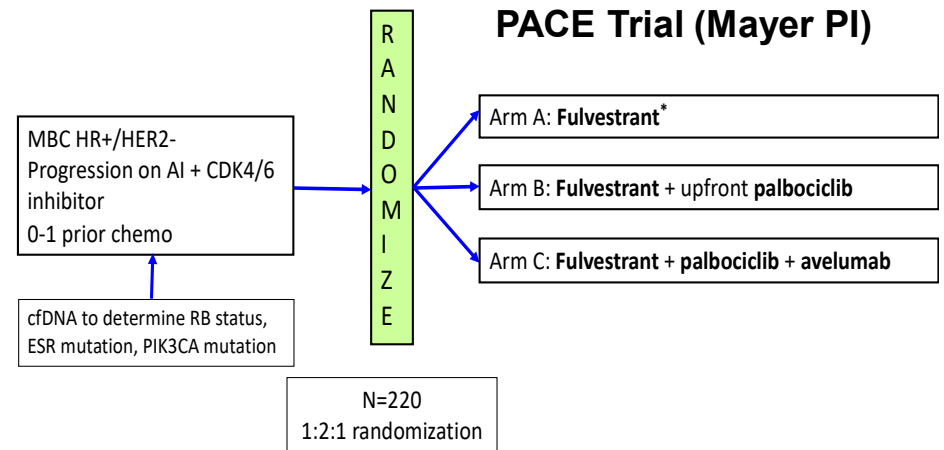 PACE Trial (Mayer PI)
MBC HR+/HER2-
Progression on AI + CDK4/6
inhibitor
0-1 prior chemo
cfDNA to determine RB status,
ESR mutation, PIK3CA mutation
R
A
N
D
O
M
I
Z
E
N=220
1:2:1 randomization
Arm A: Fulvestrant*
Arm B: Fulvestrant + upfront palbociclib
Arm C: Fulvestrant + palbociclib + avelumab